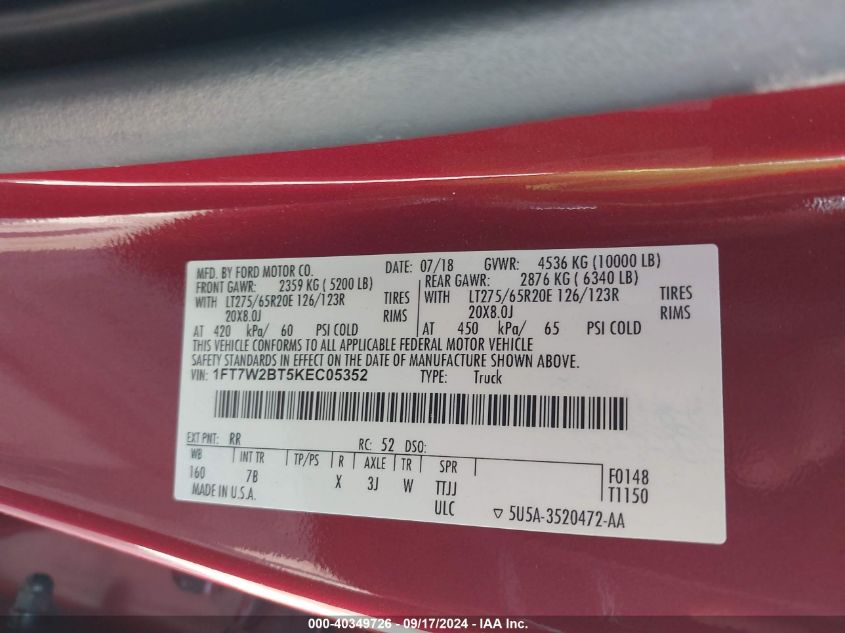 MFD. BY FORD MOTOR CO. DATE: 07/18 GVWR: 4536 KG (10000 LB)
FRONT GAWR: 2359 KG ( 5200 LB) REAR GAWR: 2876 KG ( 6340 LB)
WITH LT275/65R20E 126/123R TIRES WITH LT275/65R20E 126/123R TIRES
20X8.0J RIMS 20X8.0J RIMS
AT 420 kPa/ 60 PSI COLD AT 450 kPa/ 65 PSI COLD
THIS VEHICLE CONFORMS TO ALL APPLICABLE FEDERAL MOTOR VEHICLE
SAFETY STANDARDS IN EFFECT ON THE DATE OF MANUFACTURE SHOWN ABOVE.
VIN: 1FT7W2BT5KEC05352 TYPE: Truck
EXT PNT: RR RC: 52 DSO:
WB INT TR TP/PS R AXLE TR SPR F0148
160 7B X 3J W TTJJ T1150
MADE IN U.S.A. ULC ▽ 5U5A-3520472-AA
000-40349726 - 09/17/2024 - IAA Inc.